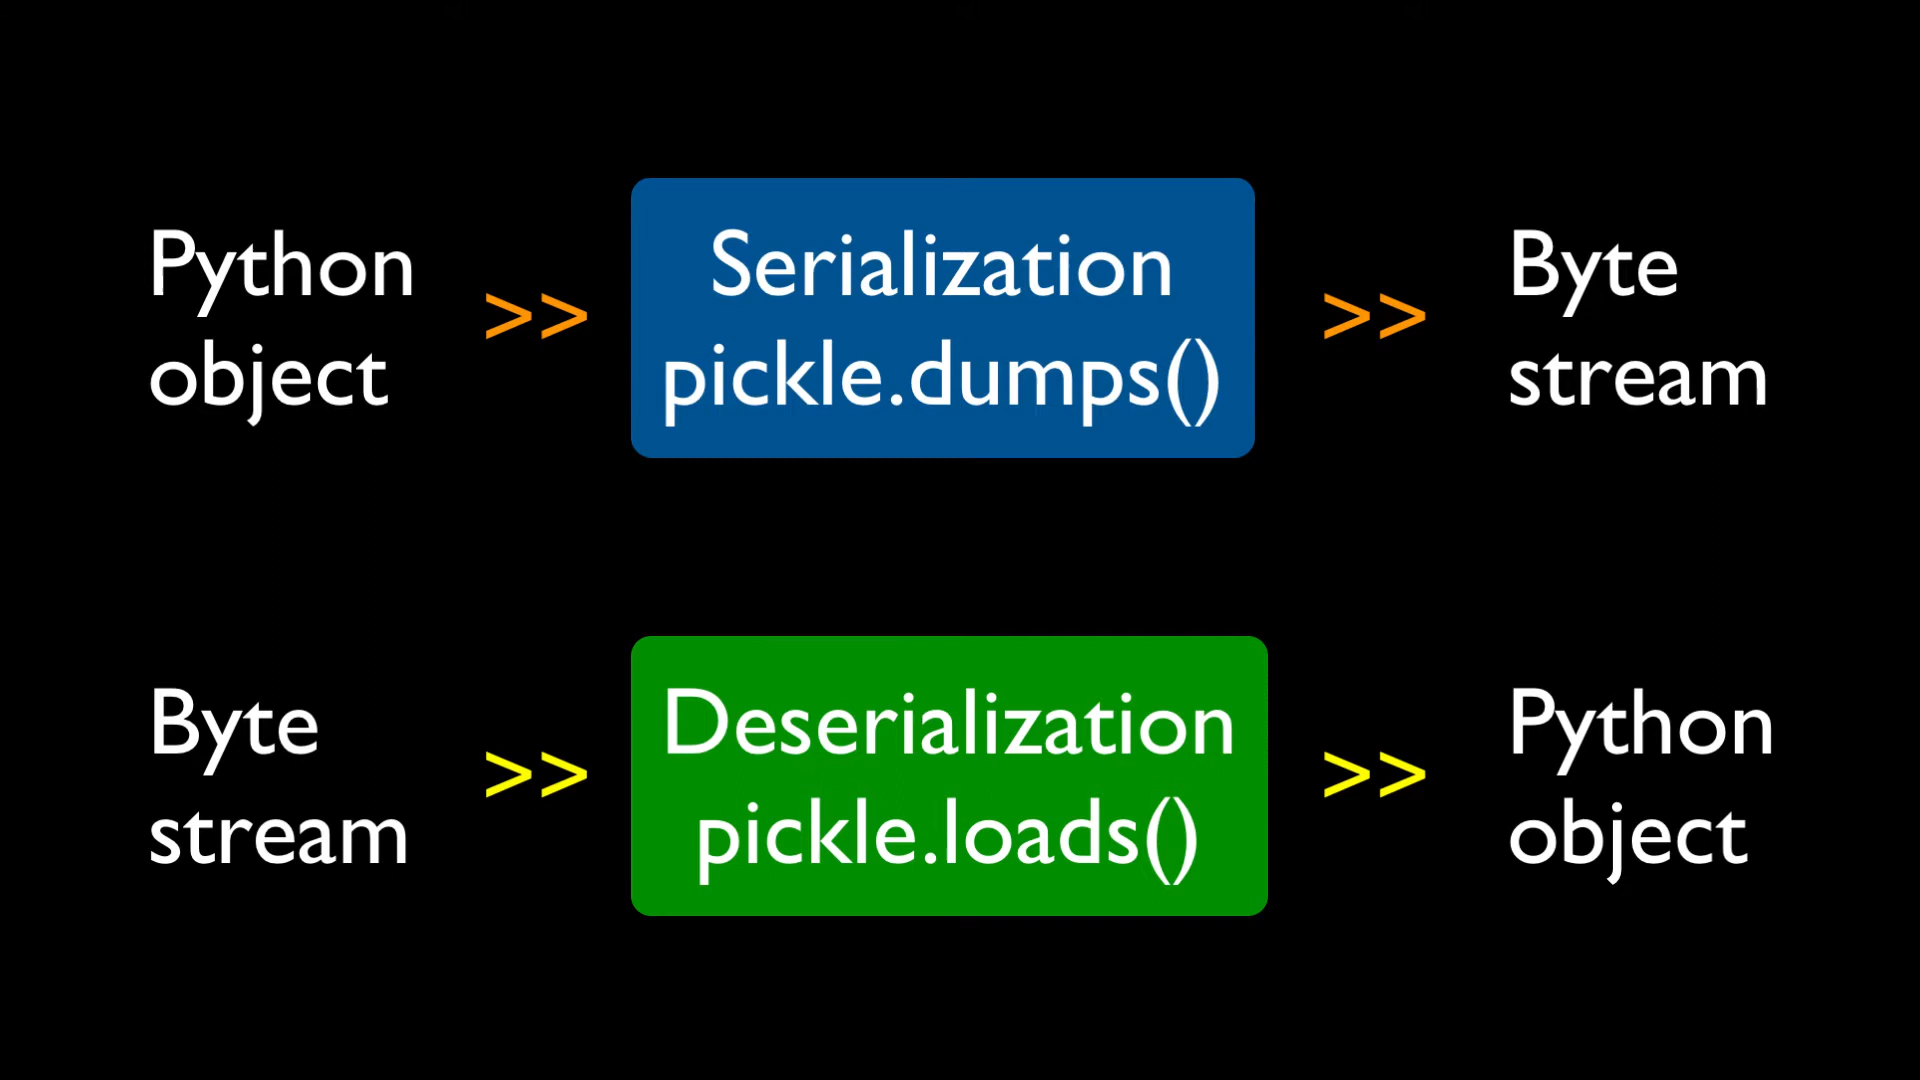 Python
object
>>
Serialization
pickle.dumps()
>>
Byte
stream
Byte
stream
>>
Deserialization
pickle.loads()
>>
Python
object